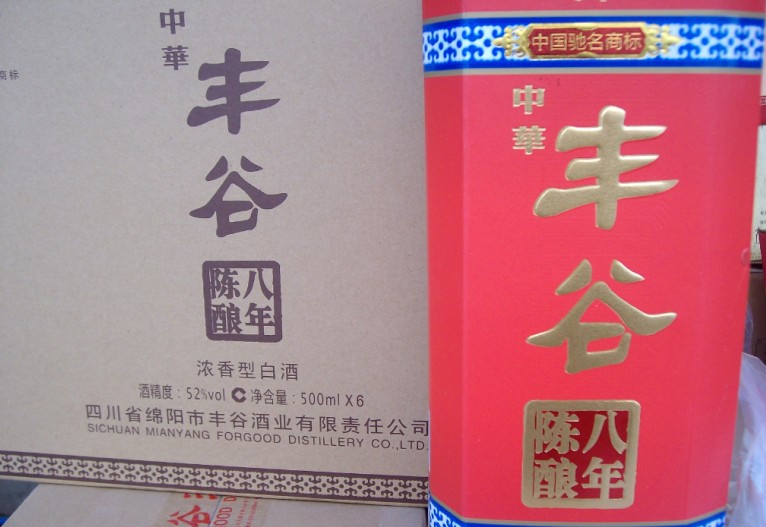 中華
丰谷
八年
陈酿
浓香型白酒
酒精度：52%vol 净含量：500ml X6
四川省绵阳市丰谷酒业有限责任公司
SICHUAN MIANYANG FORGOOD DISTILLERY CO.,LTD.
商标
中国驰名商标
中華
丰谷
八年
陈酿